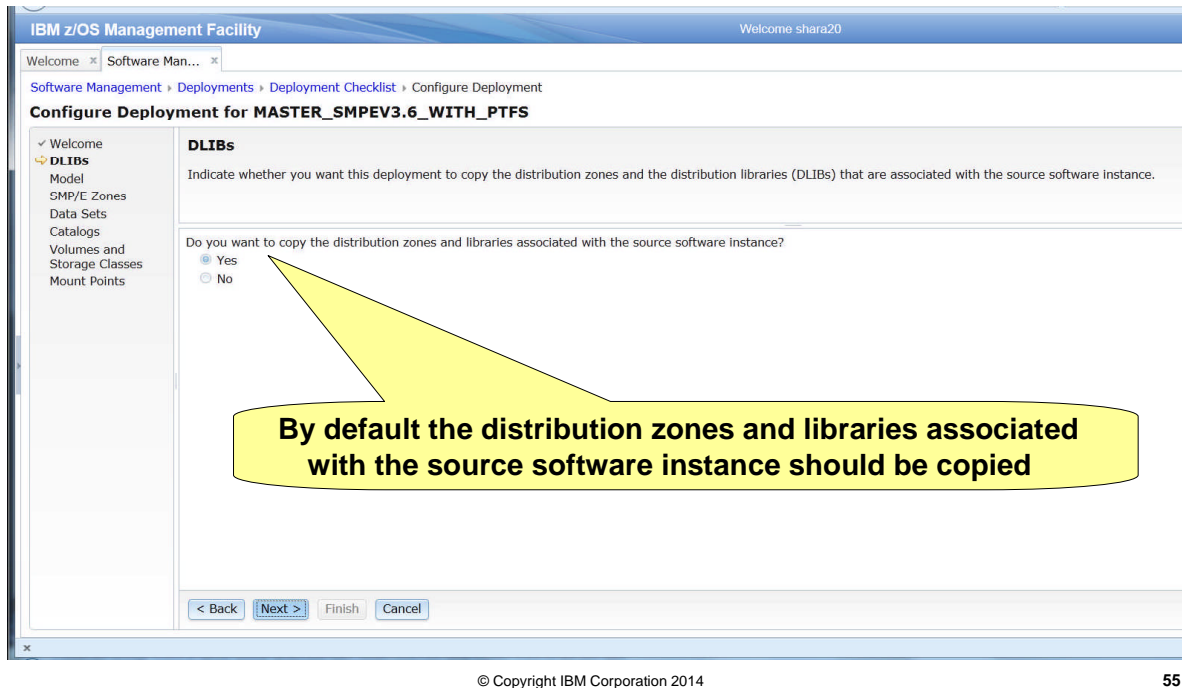 IBM z/OS Management Facility
Welcome shara20
Welcome x
Software Man... x
Software Management Deployments Deployment Checklist Configure Deployment
Configure Deployment for MASTER_SMPEV3.6_WITH_PTFS
Welcome
DLIBs
Model
SMP/E Zones
Data Sets
Catalogs
Volumes and
Storage Classes
Mount Points
DLIBs
Indicate whether you want this deployment to copy the distribution zones and the distribution libraries (DLIBs) that are associated with the source software instance.
Do you want to copy the distribution zones and libraries associated with the source software instance?
Yes
No
By default the distribution zones and libraries associated
with the source software instance should be copied
< Back
Next >
Finish
Cancel
x
© Copyright IBM Corporation 2014
55